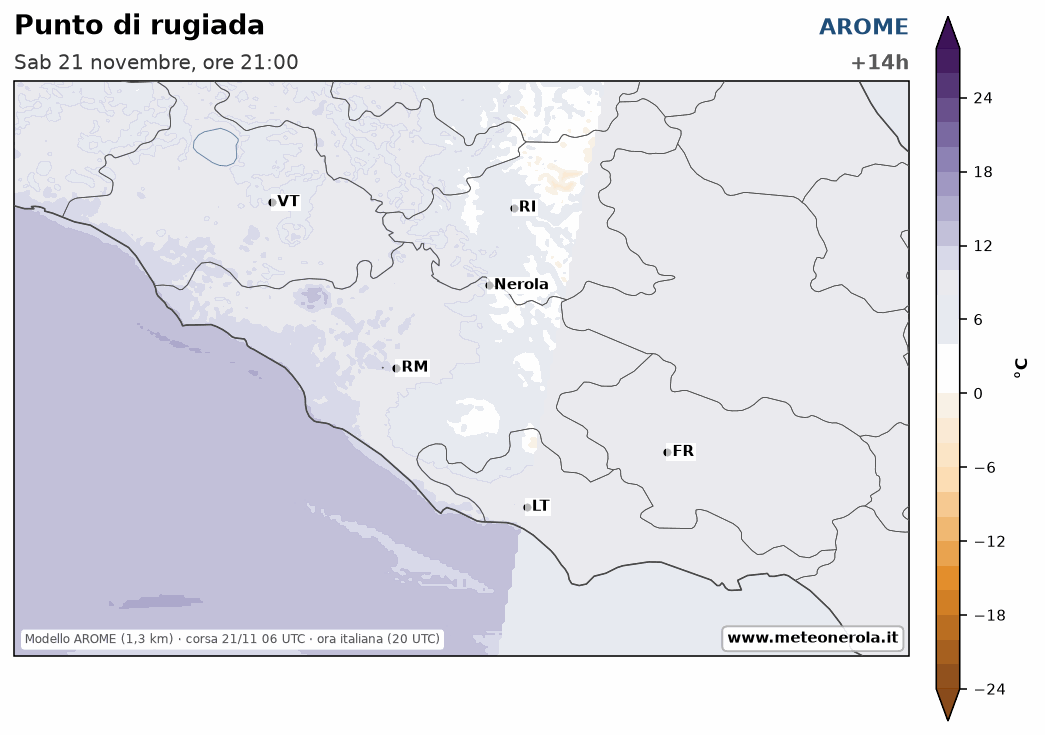 Punto di rugiada
AROME
Sab 21 novembre, ore 21:00
+14h
24
18
12
6
0
−6
−12
−18
−24
°C
VT
RI
Nerola
RM
FR
LT
Modello AROME (1,3 km) · corsa 21/11 06 UTC · ora italiana (20 UTC)
www.meteonerola.it